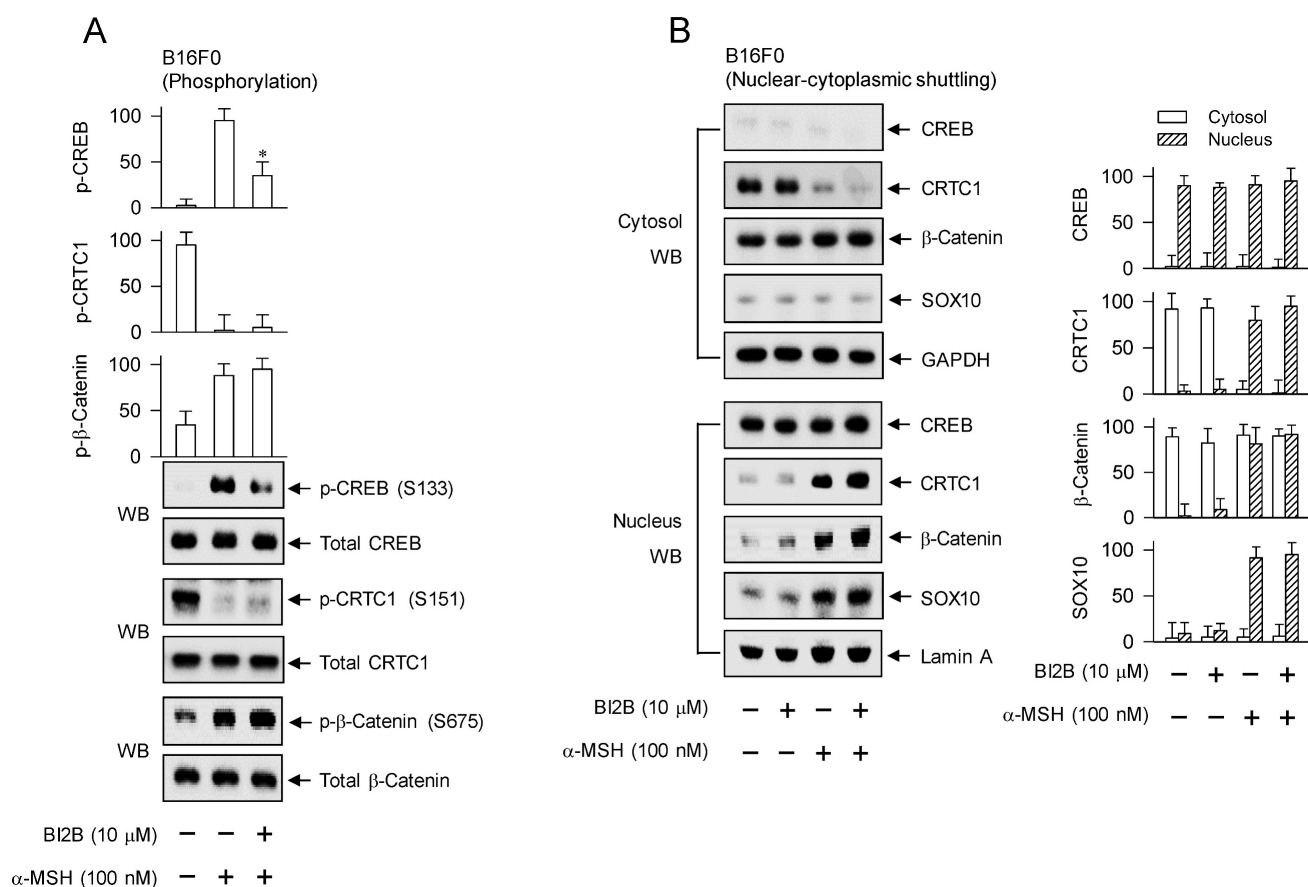 A
B16F0
(Phosphorylation)
p-CREB
100
50
0
*
p-CRTC1
100
50
0
p-β-Catenin
100
50
0
WB
p-CREB (S133)
Total CREB
WB
p-CRTC1 (S151)
Total CRTC1
WB
p-β-Catenin (S675)
Total β-Catenin
BI2B (10 μM) − − +
α-MSH (100 nM) − + +
B
B16F0
(Nuclear-cytoplasmic shuttling)
Cytosol
WB
CREB
CRTC1
β-Catenin
SOX10
GAPDH
Nucleus
WB
CREB
CRTC1
β-Catenin
SOX10
Lamin A
BI2B (10 μM) − + − +
α-MSH (100 nM) − − + +
Cytosol
Nucleus
CREB
100
50
0
CRTC1
100
50
0
β-Catenin
100
50
0
SOX10
100
50
0
BI2B (10 μM) − + − +
α-MSH (100 nM) − − + +